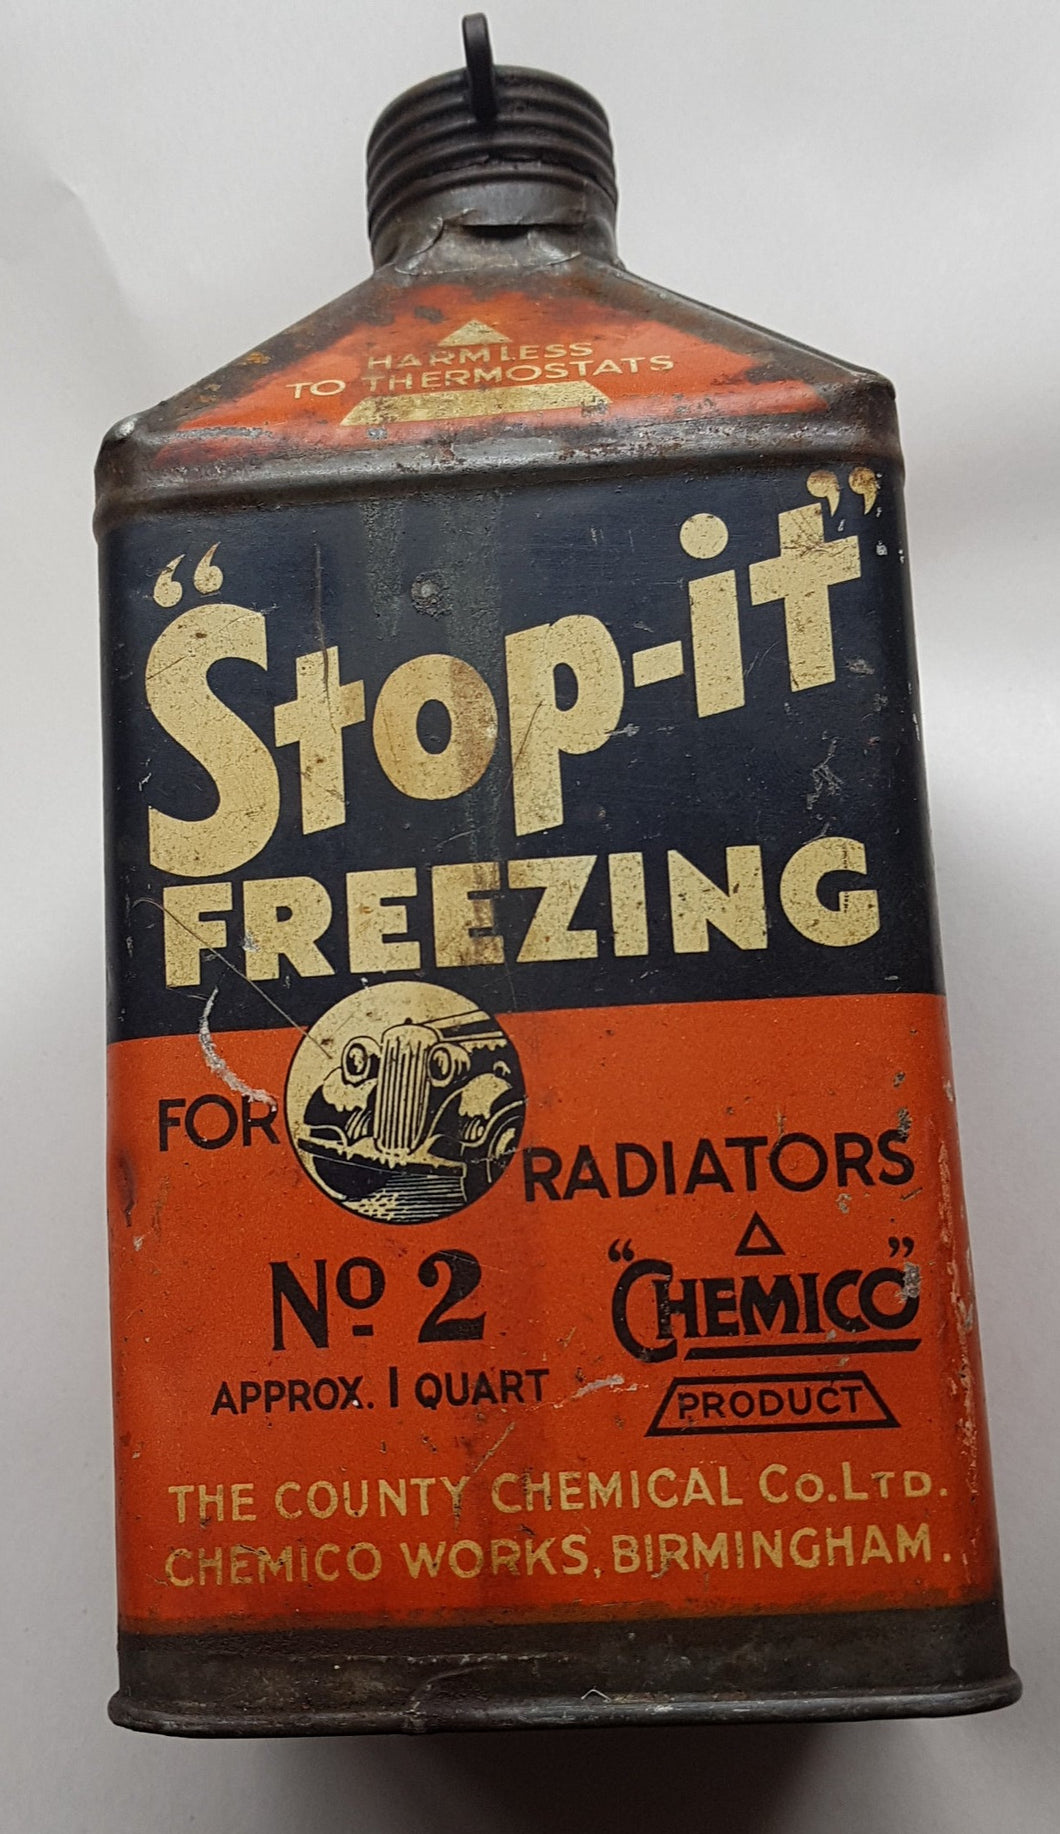 HARMLESS
TO THERMOSTATS
“Stop-it”
FREEZING
FOR RADIATORS
No 2
APPROX. 1 QUART
“CHEMICO”
PRODUCT
THE COUNTY CHEMICAL Co. LTD.
CHEMICO WORKS, BIRMINGHAM.